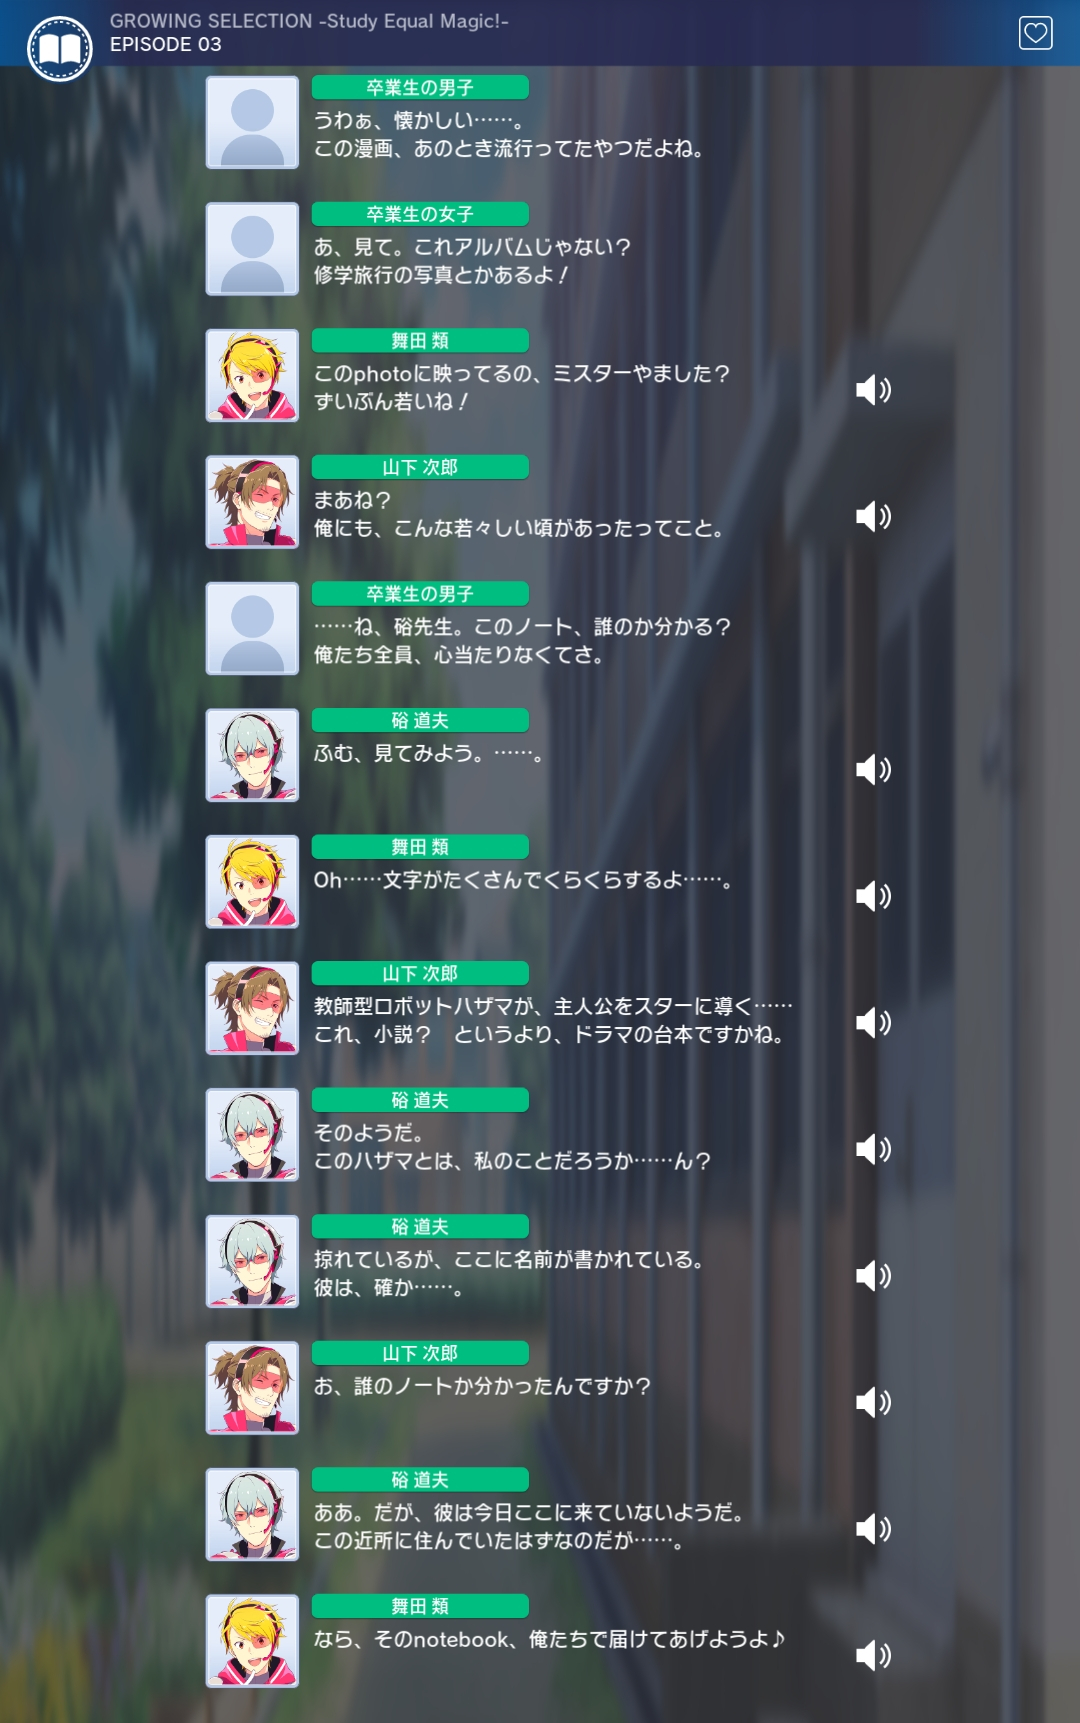 GROWING SELECTION -Study Equal Magic!-
EPISODE 03
卒業生の男子
うわぁ、懐かしい……。
この漫画、あのとき流行ってたやつだよね。
卒業生の女子
あ、見て。これアルバムじゃない？
修学旅行の写真とかあるよ！
舞田 類
このphotoに映ってるの、ミスターやました？
ずいぶん若いね！
山下 次郎
まあね？
俺にも、こんな若々しい頃があったってこと。
卒業生の男子
……ね、硲先生。このノート、誰のか分かる？
俺たち全員、心当たりなくてさ。
硲 道夫
ふむ、見てみよう。……。
舞田 類
Oh……文字がたくさんでくらくらするよ……。
山下 次郎
教師型ロボットハザマが、主人公をスターに導く……
これ、小説？　というより、ドラマの台本ですかね。
硲 道夫
そのようだ。
このハザマとは、私のことだろうか……ん？
硲 道夫
掠れているが、ここに名前が書かれている。
彼は、確か……。
山下 次郎
お、誰のノートか分かったんですか？
硲 道夫
ああ。だが、彼は今日ここに来ていないようだ。
この近所に住んでいたはずなのだが……。
舞田 類
なら、そのnotebook、俺たちで届けてあげようよ♪